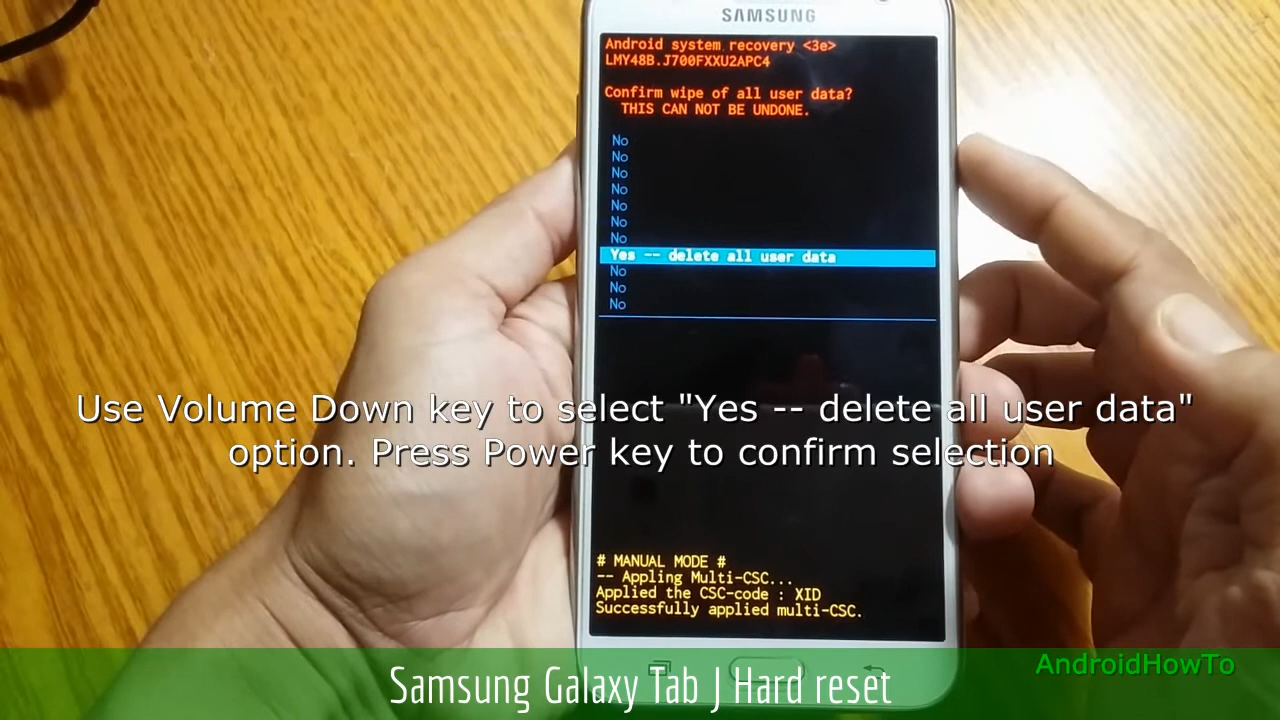 SAMSUNG
Android system recovery <3e>
LMY48B.J700FXXU2APC4
Confirm wipe of all user data?
THIS CAN NOT BE UNDONE.
No
No
No
No
No
No
No
Yes -- delete all user data
No
No
No
Use Volume Down key to select "Yes -- delete all user data"
option. Press Power key to confirm selection
# MANUAL MODE #
-- Appling Multi-CSC...
Applied the CSC-code : XID
Successfully applied multi-CSC.
AndroidHowTo
Samsung Galaxy Tab J Hard reset